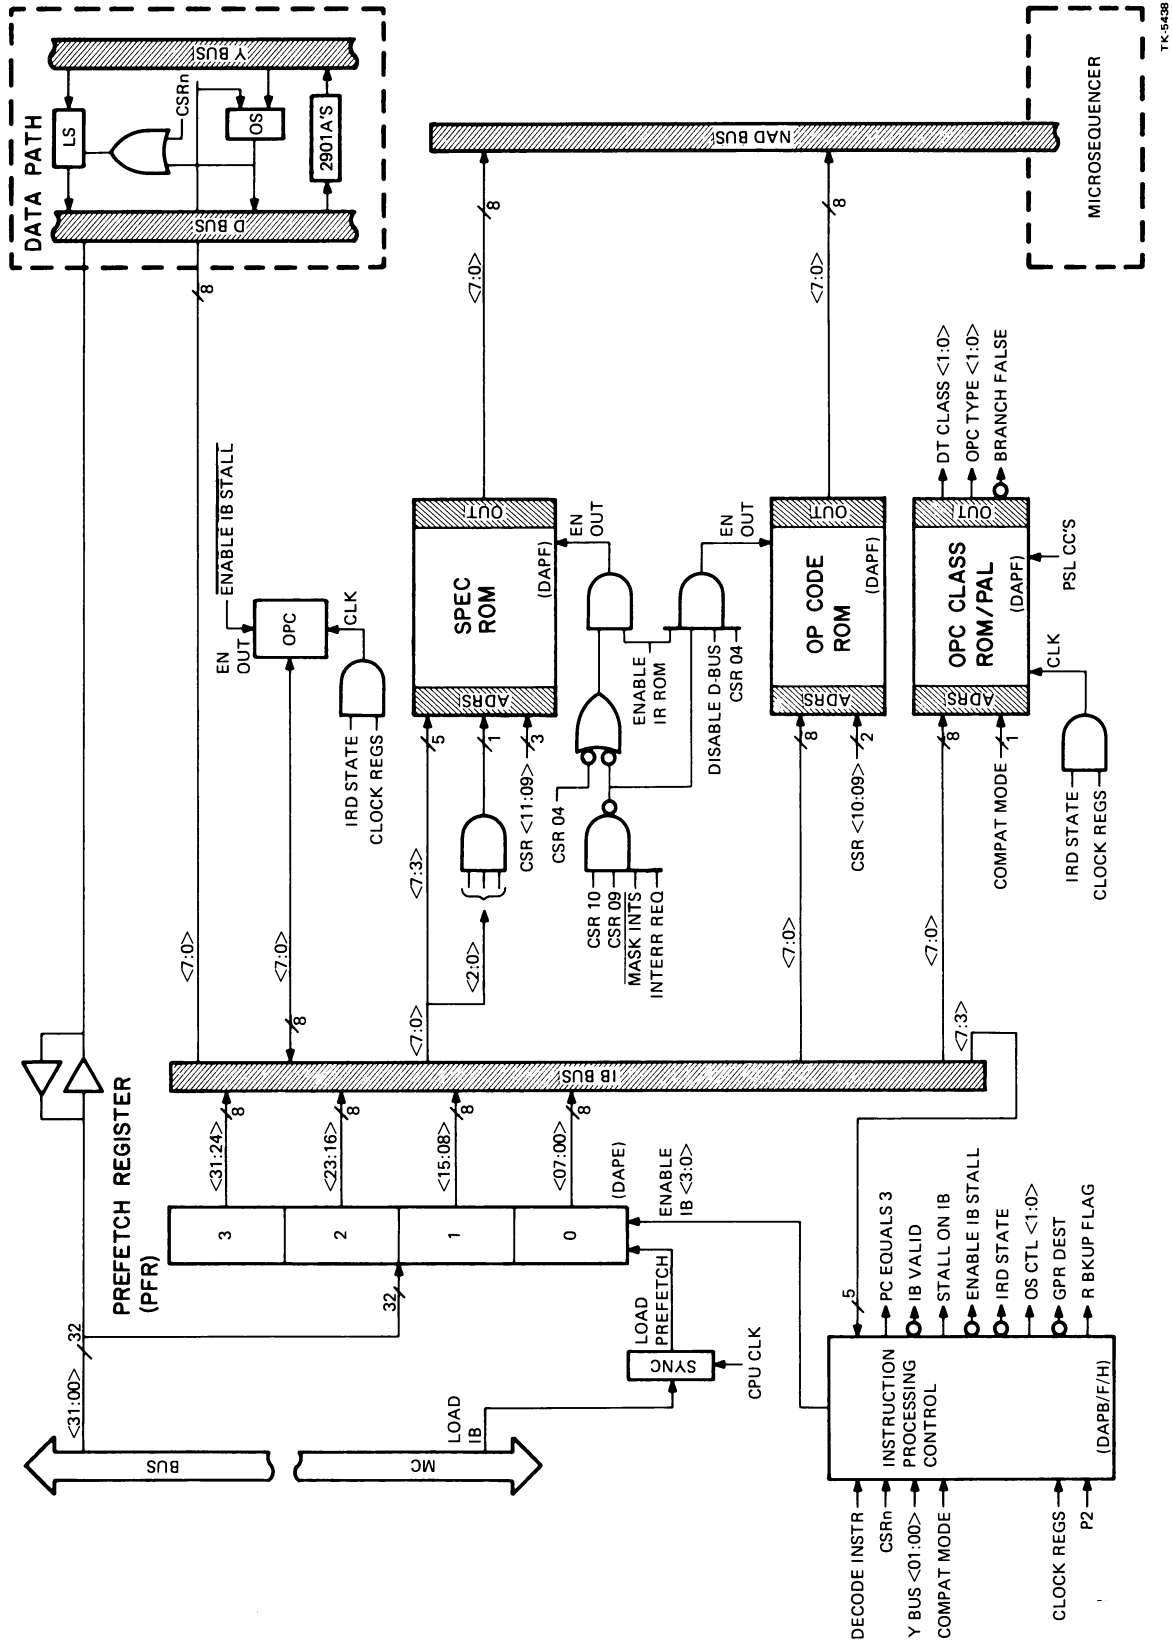 TK-5438
DATA PATH
Y BUS
LS
CSRn
OS
2901A'S
D BUS
8
NAD BUS
MICROSEQUENCER
<7:0>
8
<7:0>
8
ENABLE IB STALL
EN
OUT
OPC
CLK
IRD STATE
CLOCK REGS
<7:0>
<7:0>
8
SPEC
ROM
(DAPF)
OUT
ADRS
EN
OUT
5
1
3
<7:3>
<2:0>
<7:0>
CSR <11:09>
CSR 04
ENABLE
IR ROM
DISABLE D-BUS
CSR 04
CSR 10
CSR 09
MASK INTS
INTERR REQ
EN
OUT
OP CODE
ROM
(DAPF)
OUT
ADRS
8
2
CSR <10:09>
<7:0>
OPC CLASS
ROM/PAL
(DAPF)
OUT
ADRS
DT CLASS <1:0>
OPC TYPE <1:0>
BRANCH FALSE
PSL CC'S
CLK
8
1
COMPAT MODE
IRD STATE
CLOCK REGS
<7:0>
<7:3>
IB BUS
PREFETCH REGISTER
(PFR)
3
2
1
0
<31:24>
8
<23:16>
8
<15:08>
8
<07:00>
8
(DAPE)
ENABLE
IB <3:0>
32
32
<31:00>
LOAD
PREFETCH
SYNC
CPU CLK
LOAD
IB
BUS
MC
5
INSTRUCTION
PROCESSING
CONTROL
(DAPB/F/H)
PC EQUALS 3
IB VALID
STALL ON IB
ENABLE IB STALL
IRD STATE
OS CTL <1:0>
GPR DEST
R BKUP FLAG
DECODE INSTR
CSRn
Y BUS <01:00>
COMPAT MODE
CLOCK REGS
P2